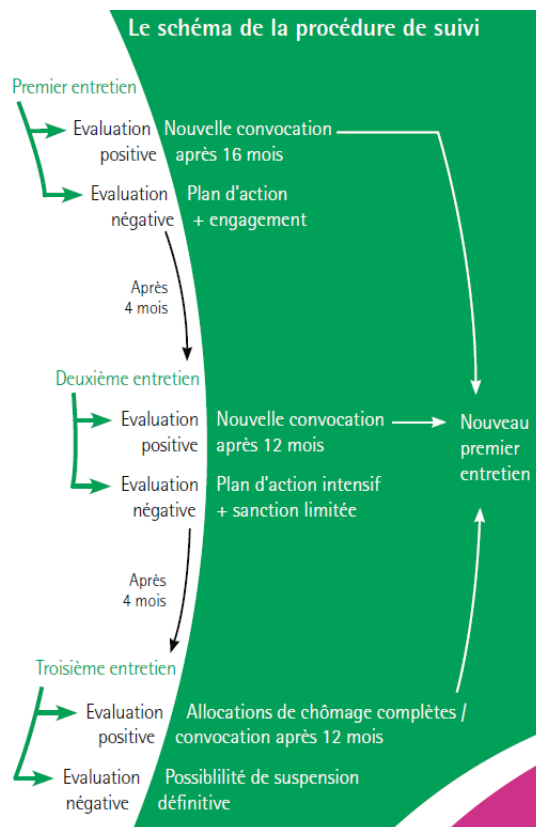 Le schéma de la procédure de suivi
Premier entretien
Evaluation positive
Nouvelle convocation
après 16 mois
Evaluation négative
Plan d'action
+ engagement
Après
4 mois
Deuxième entretien
Evaluation positive
Nouvelle convocation
après 12 mois
Nouveau
premier
entretien
Evaluation négative
Plan d'action intensif
+ sanction limitée
Après
4 mois
Troisième entretien
Evaluation positive
Allocations de chômage complètes /
convocation après 12 mois
Evaluation négative
Possiblilité de suspension
définitive